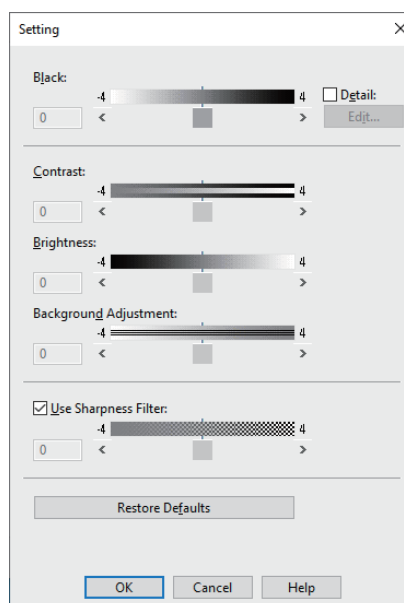 Setting
Black:
-4 4 Detail:
0 Edit...
Contrast:
-4 4
0
Brightness:
-4 4
0
Background Adjustment:
-4 4
0
Use Sharpness Filter:
-4 4
0
Restore Defaults
OK Cancel Help